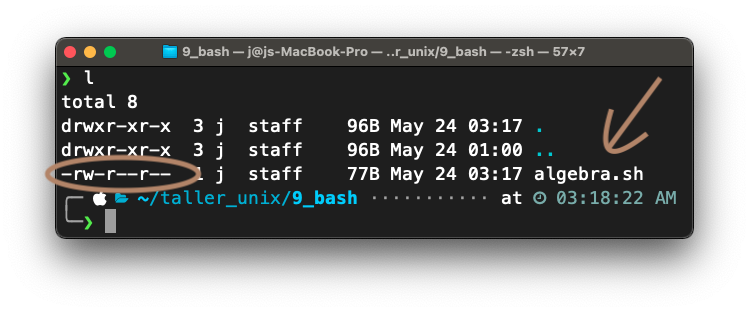 9_bash — j@js-MacBook-Pro — ..r_unix/9_bash — -zsh — 57×7
❯ l
total 8
drwxr-xr-x  3 j  staff    96B May 24 03:17 .
drwxr-xr-x  3 j  staff    96B May 24 01:00 ..
-rw-r--r--  1 j  staff    77B May 24 03:17 algebra.sh
~/taller_unix/9_bash ··········· at 03:18:22 AM
❯